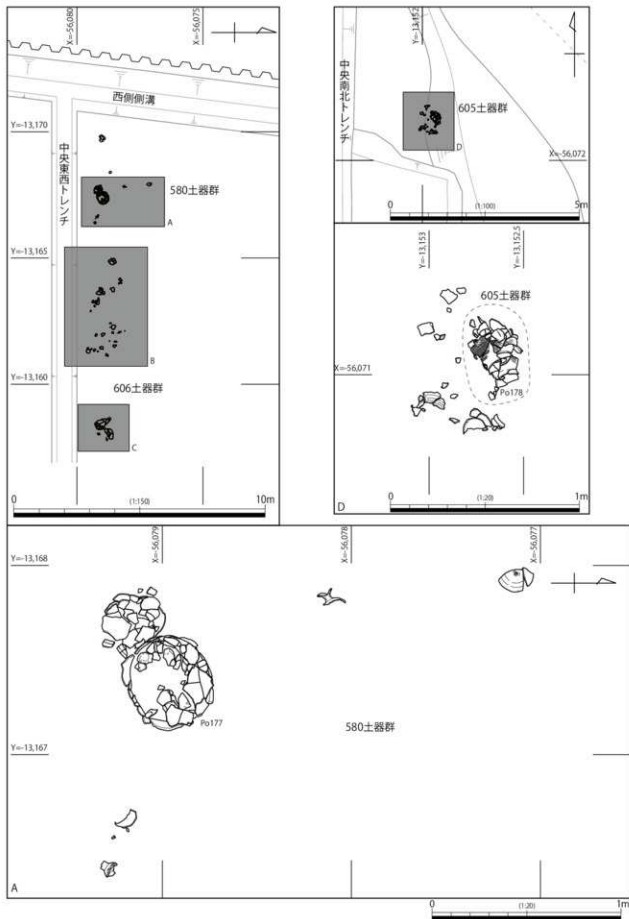 X=-56,080
X=-56,075
西側側溝
Y=-13,170
中央東西トレンチ
580土器群
A
Y=-13,165
B
Y=-13,160
606土器群
C
0 (1:150) 10m
Y=-13,152
中央南北トレンチ
605土器群
D
X=-56,072
0 (1:100) 5m
Y=-13,153
Y=-13,152.5
605土器群
X=-56,071
Po178
0 (1:20) 1m
D
X=-56,079
X=-56,078
X=-56,077
Y=-13,168
Po177
580土器群
Y=-13,167
A
0 (1:20) 1m